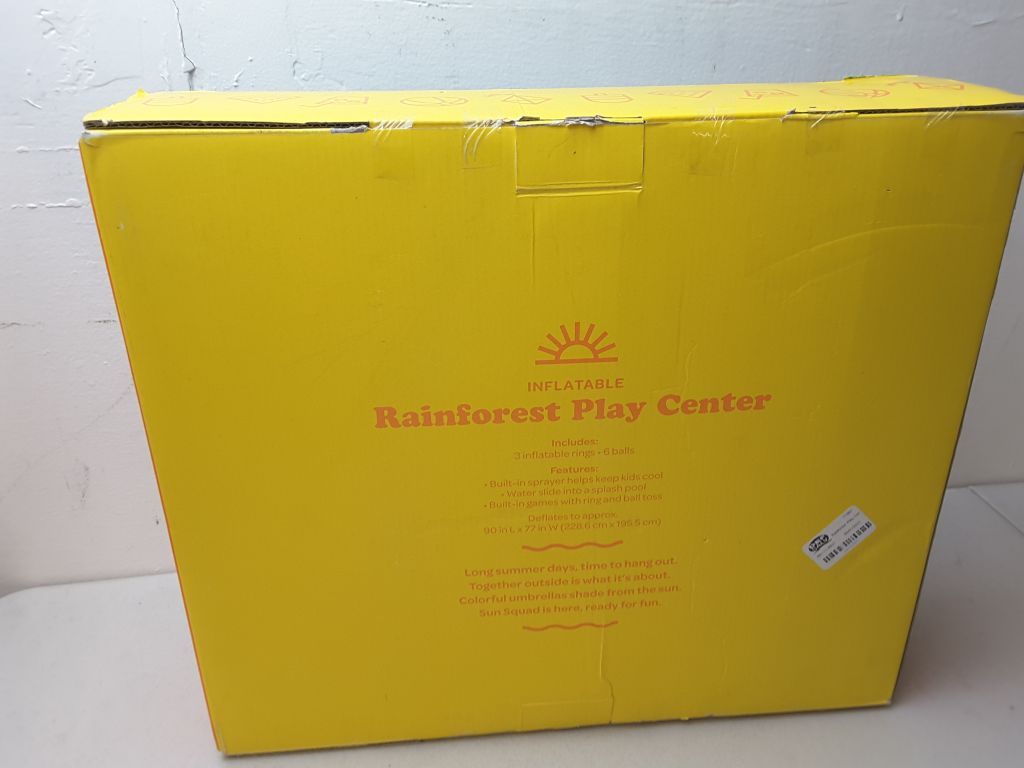 INFLATABLE
Rainforest Play Center
Includes:
3 inflatable rings • 6 balls
Features:
• Built-in sprayer helps keep kids cool
• Water slide into a splash pool
• Built-in games with ring and ball toss
Deflates to approx.
90 in L x 77 in W (228.6 cm x 195.5 cm)
Long summer days, time to hang out.
Together outside is what it's about.
Colorful umbrellas shade from the sun.
Sun Squad is here, ready for fun.